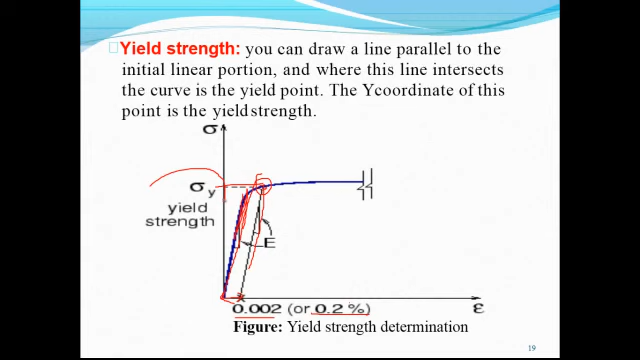 Yield strength: you can draw a line parallel to the
initial linear portion, and where this line intersects
the curve is the yield point. The Ycoordinate of this
point is the yield strength.
σ
σy
yield
strength
E
0.002 (or 0.2 %)
ε
Figure: Yield strength determination
19